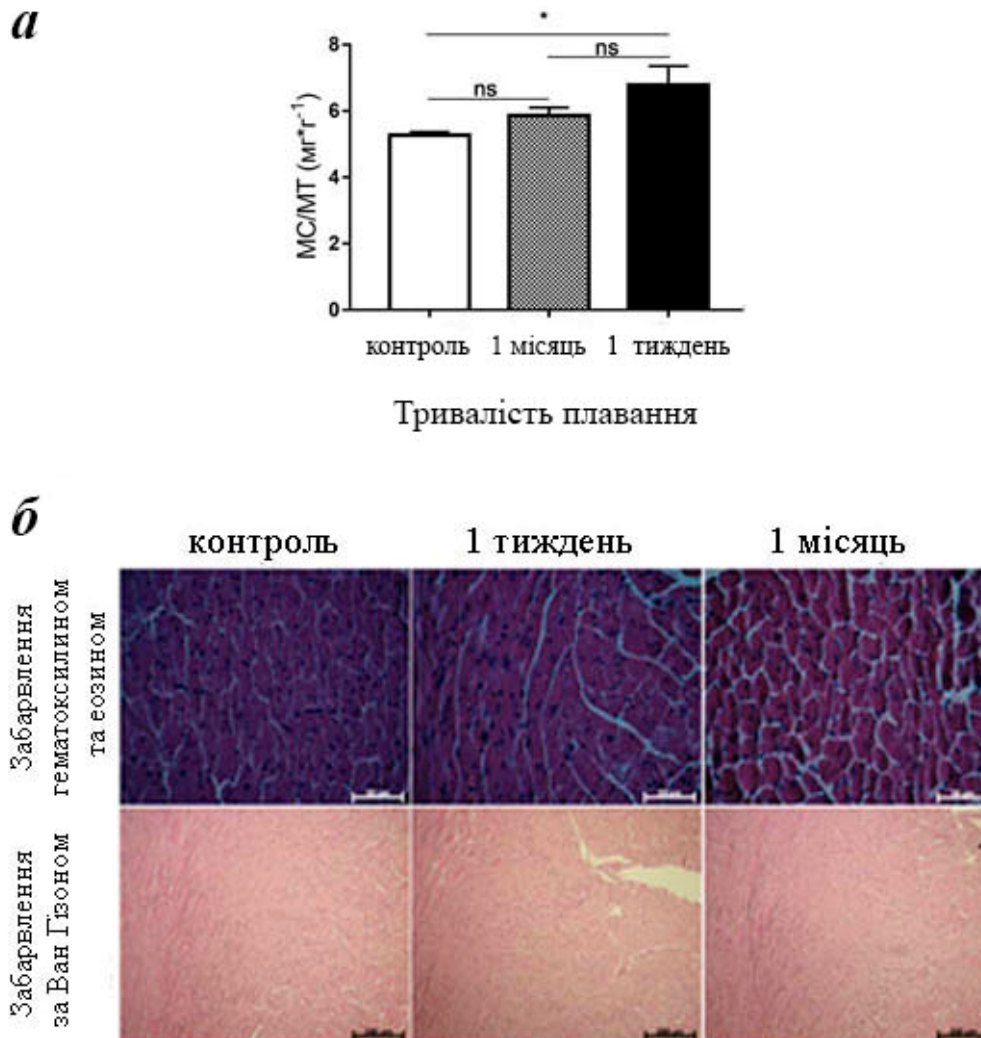 а
*
ns
ns
8
6
4
2
0
МС/МТ (мг*г⁻¹)
контроль 1 місяць 1 тиждень
Тривалість плавання
б
контроль 1 тиждень 1 місяць
Забарвлення
гематоксилином
та еозином
Забарвлення
за Ван Гізоном